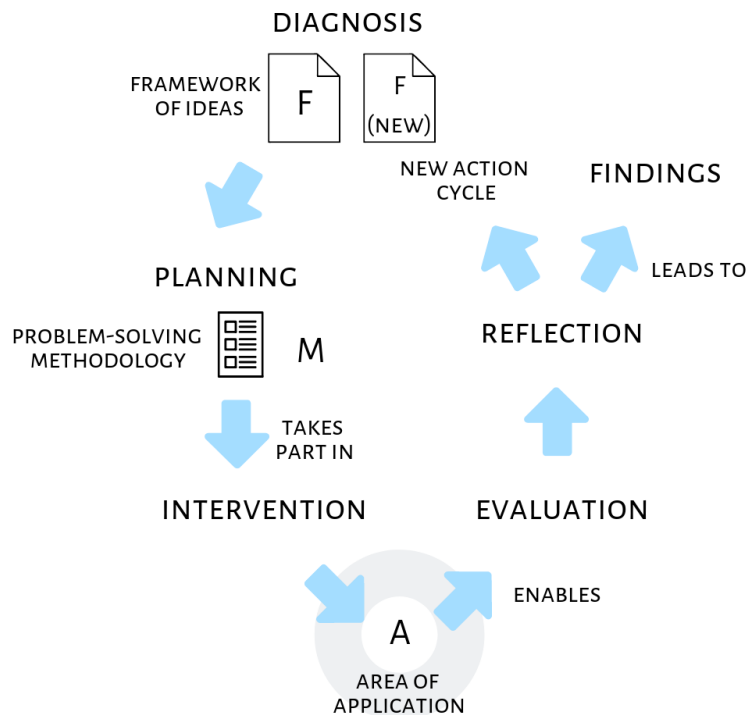 DIAGNOSIS
FRAMEWORK
OF IDEAS
F
F
(NEW)
NEW ACTION
CYCLE
FINDINGS
LEADS TO
PLANNING
PROBLEM-SOLVING
METHODOLOGY
M
REFLECTION
TAKES
PART IN
INTERVENTION
EVALUATION
ENABLES
A
AREA OF
APPLICATION